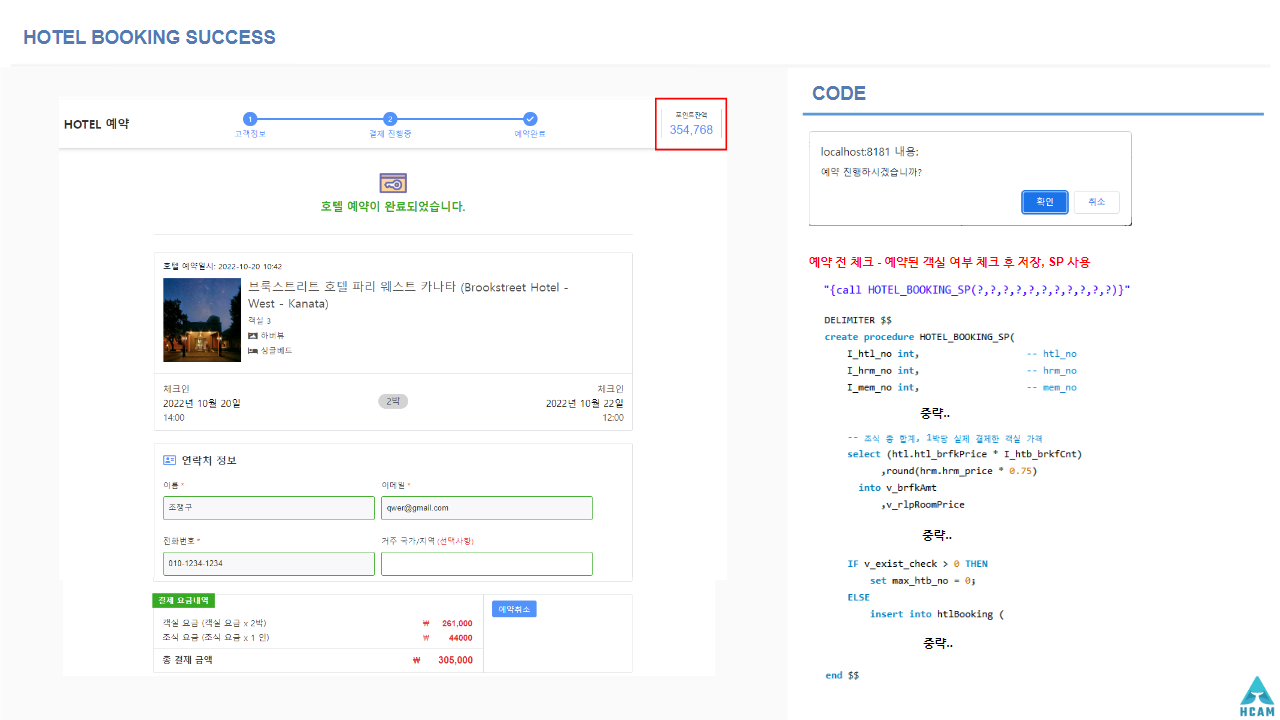 HOTEL BOOKING SUCCESS
HOTEL 예약
1
고객정보
2
결제 진행중
예약완료
포인트잔액
354,768
호텔 예약이 완료되었습니다.
호텔 예약일시: 2022-10-20 10:42
브룩스트리트 호델 파리 웨스트 카나타 (Brookstreet Hotel -
West - Kanata)
객실 3
하버뷰
싱글베드
체크인
2022년 10월 20일
14:00
2박
체크인
2022년 10월 22일
12:00
연락처 정보
이름 *
이메일 *
조쟁구
qwer@gmail.com
전화번호 *
거주 국가/지역 (선택사항)
010-1234-1234
결제 요금내역
객실 요금 (객실 요금 x 2박)
₩ 261,000
조식 요금 (조식 요금 x 1 인)
₩ 44000
총 결제 금액
₩ 305,000
예약취소
CODE
localhost:8181 내용:
예약 진행하시겠습니까?
확인
취소
예약 전 체크 - 예약된 객실 여부 체크 후 저장, SP 사용
"{call HOTEL_BOOKING_SP(?,?,?,?,?,?,?,?,?,?,?)}"
DELIMITER $$
create procedure HOTEL_BOOKING_SP(
I_htl_no int, -- htl_no
I_hrm_no int, -- hrm_no
I_mem_no int, -- mem_no
중략..
-- 조식 총 합계, 1박당 실제 결제한 객실 가격
select (htl.htl_brfkPrice * I_htb_brkfCnt)
,round(hrm.hrm_price * 0.75)
into v_brfkAmt
,v_rlpRoomPrice
중략..
IF v_exist_check > 0 THEN
set max_htb_no = 0;
ELSE
insert into htlBooking (
중략..
end $$
HCAM